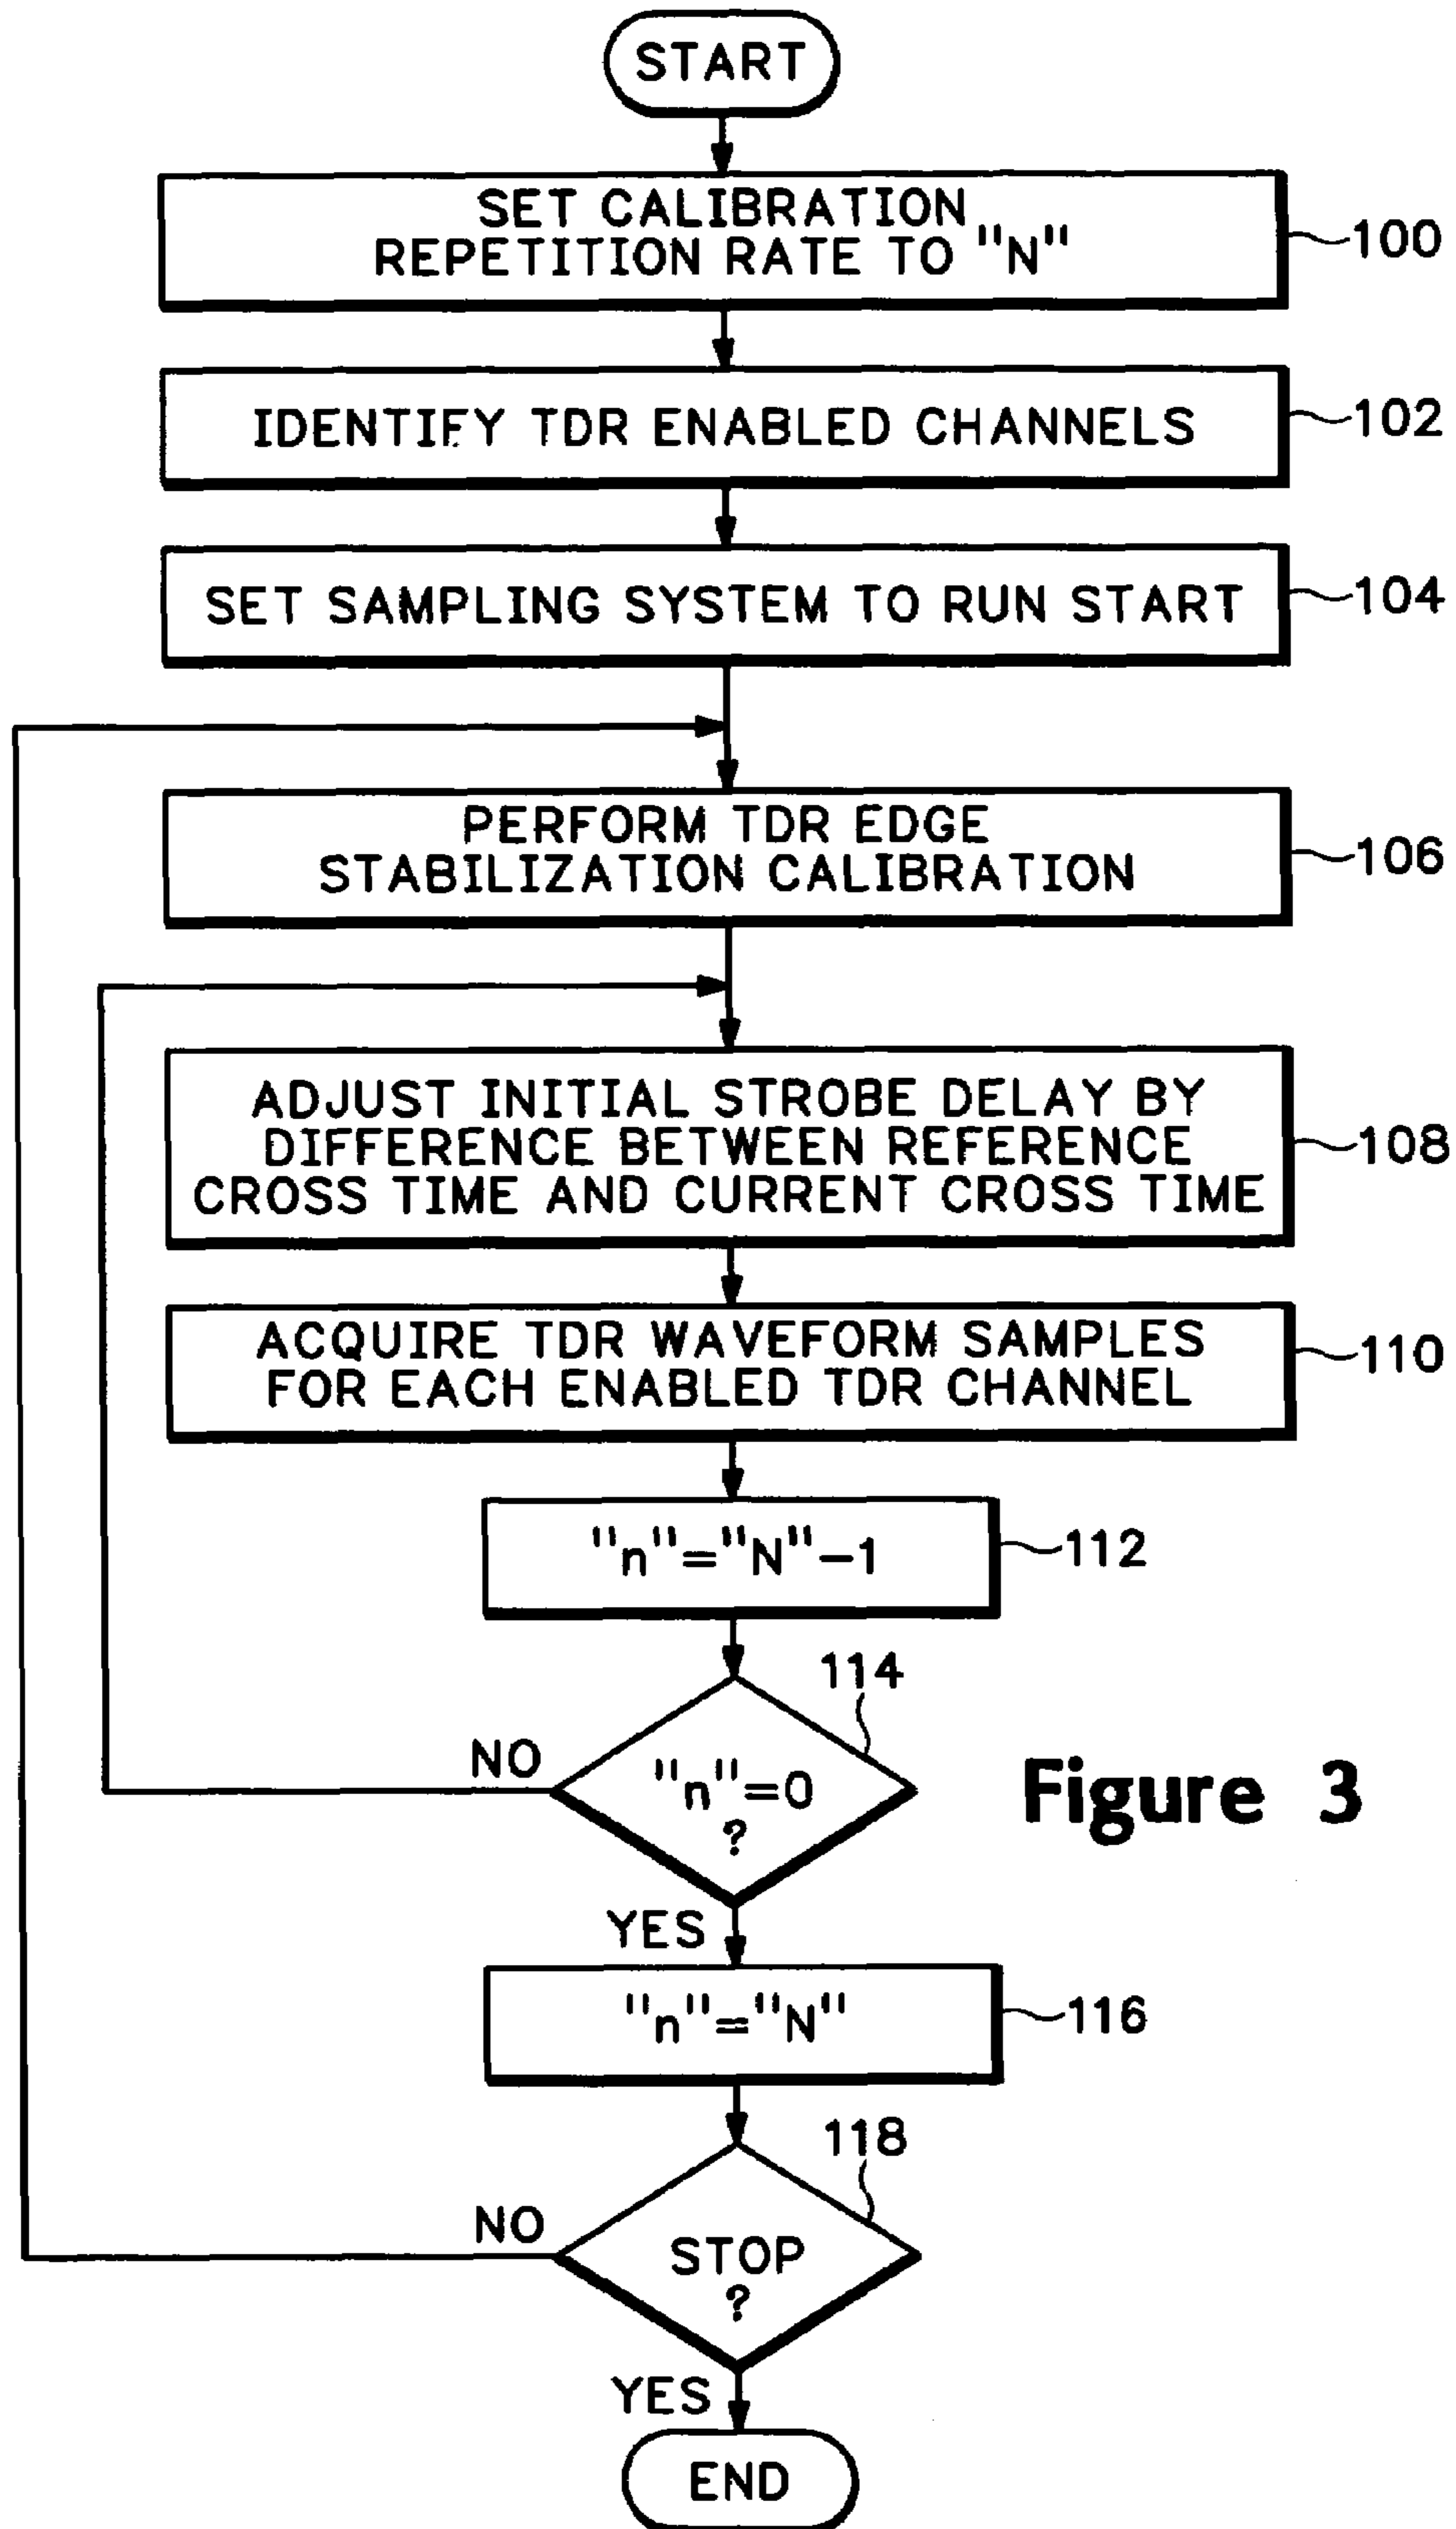 START
SET CALIBRATION
REPETITION RATE TO "N"
100
IDENTIFY TDR ENABLED CHANNELS
102
SET SAMPLING SYSTEM TO RUN START
104
PERFORM TDR EDGE
STABILIZATION CALIBRATION
106
ADJUST INITIAL STROBE DELAY BY
DIFFERENCE BETWEEN REFERENCE
CROSS TIME AND CURRENT CROSS TIME
108
ACQUIRE TDR WAVEFORM SAMPLES
FOR EACH ENABLED TDR CHANNEL
110
"n"="N"-1
112
114
NO
"n"=0
?
Figure 3
YES
"n"="N"
116
118
NO
STOP
?
YES
END